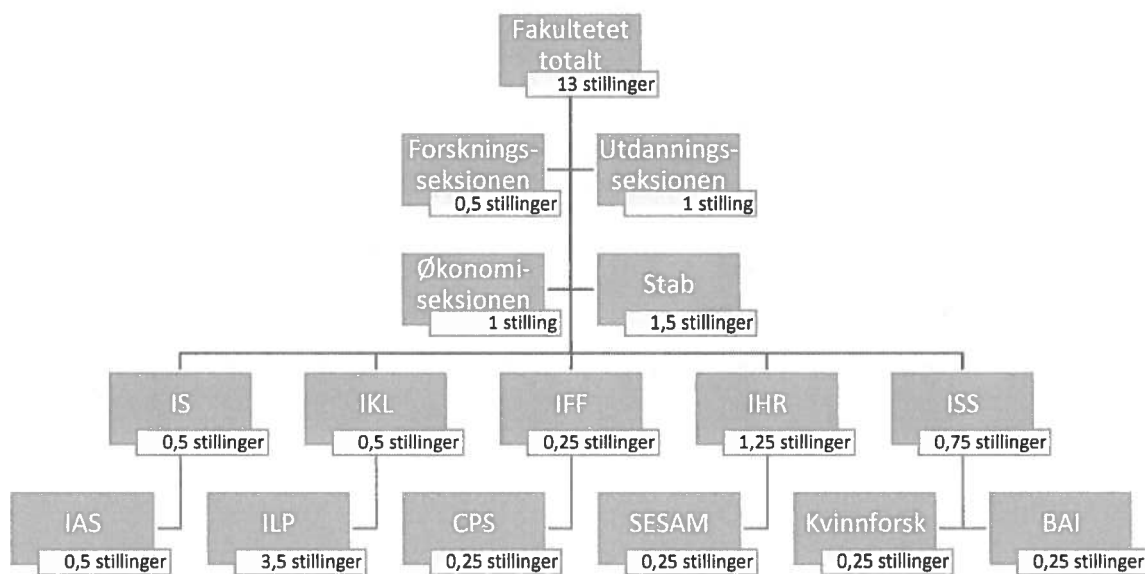 Fakultetet
totalt
13 stillinger
Forsknings-
seksionen
0,5 stillinger
Utdannings-
seksjonen
1 stilling
Økonomi-
seksjonen
1 stilling
Stab
1,5 stillinger
IS
0,5 stillinger
IKL
0,5 stillinger
IFF
0,25 stillinger
IHR
1,25 stillinger
ISS
0,75 stillinger
IAS
0,5 stillinger
ILP
3,5 stillinger
CPS
0,25 stillinger
SESAM
0,25 stillinger
Kvinnforsk
0,25 stillinger
BAI
0,25 stillinger